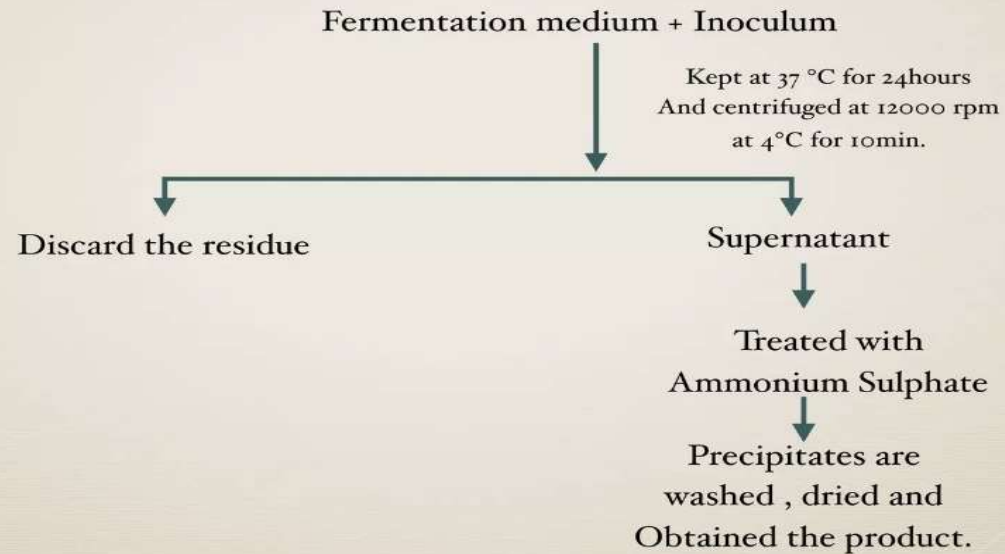 Fermentation medium + Inoculum
Kept at 37 °C for 24hours
And centrifuged at 12000 rpm
at 4°C for 10min.
Discard the residue
Supernatant
Treated with
Ammonium Sulphate
Precipitates are
washed , dried and
Obtained the product.